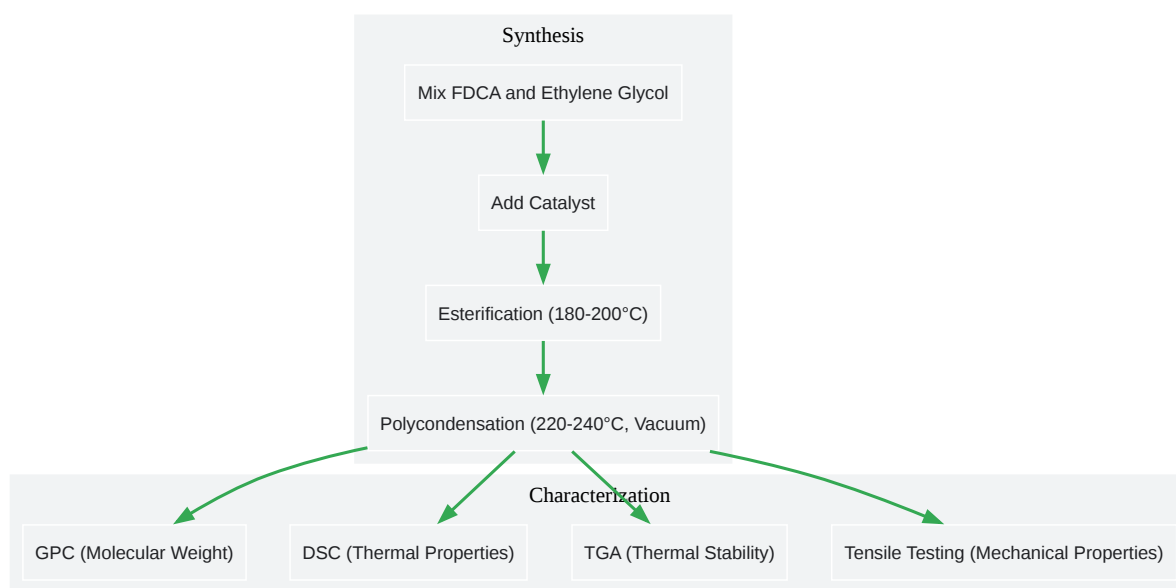 Synthesis
Mix FDCA and Ethylene Glycol
Add Catalyst
Esterification (180-200°C)
Polycondensation (220-240°C, Vacuum)
Characterization
GPC (Molecular Weight)
DSC (Thermal Properties)
TGA (Thermal Stability)
Tensile Testing (Mechanical Properties)